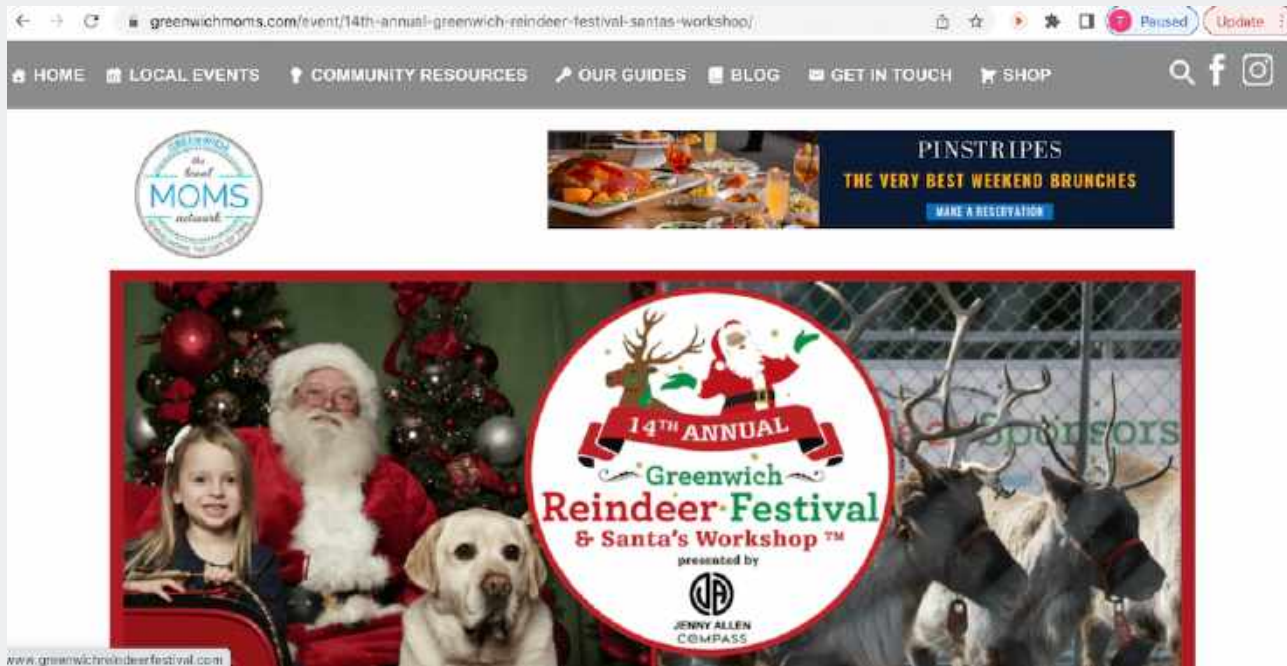 greenwichmoms.com/event/14th-annual-greenwich-reindeer-festival-santas-workshop/
Paused
Update
HOME
LOCAL EVENTS
COMMUNITY RESOURCES
OUR GUIDES
BLOG
GET IN TOUCH
SHOP
GREENWICH
the
local
MOMS
network
PINSTRIPES
THE VERY BEST WEEKEND BRUNCHES
MAKE A RESERVATION
14TH ANNUAL
Greenwich
Reindeer Festival
& Santa's Workshop ™
presented by
JA
JENNY ALLEN
COMPASS
Sponsors
www.greenwichreindeerfestival.com